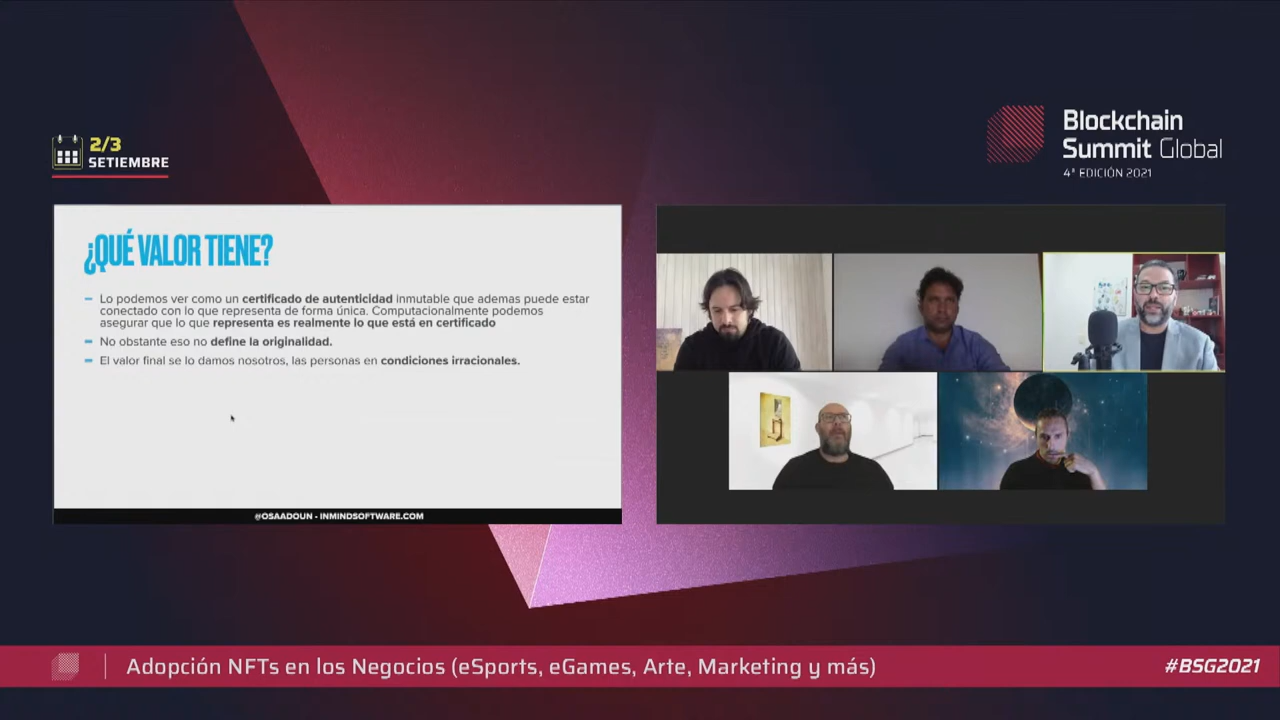 2/3
SETIEMBRE
Blockchain
Summit Global
4ª EDICIÓN 2021
¿QUÉ VALOR TIENE?
Lo podemos ver como un certificado de autenticidad inmutable que ademas puede estar
conectado con lo que representa de forma única. Computacionalmente podemos
asegurar que lo que representa es realmente lo que está en certificado
No obstante eso no define la originalidad.
El valor final se lo damos nosotros, las personas en condiciones irracionales.
@OSAADOUN - INMINDSOFTWARE.COM
Adopción NFTs en los Negocios (eSports, eGames, Arte, Marketing y más)
#BSG2021